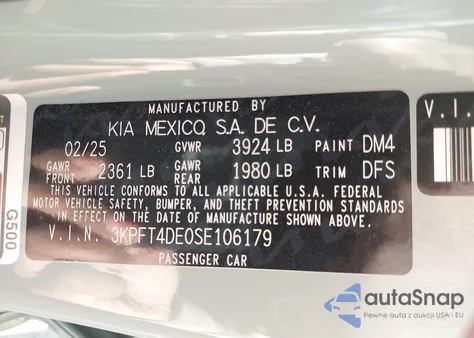 MANUFACTURED BY
KIA MEXICO, S.A. DE C.V.
02/25 GVWR 3924 LB PAINT DM4
GAWR FRONT 2361 LB GAWR REAR 1980 LB TRIM DFS
THIS VEHICLE CONFORMS TO ALL APPLICABLE U.S.A. FEDERAL
MOTOR VEHICLE SAFETY, BUMPER, AND THEFT PREVENTION
STANDARDS IN EFFECT ON THE DATE OF MANUFACTURE SHOWN ABOVE.
V.I.N. 3KPFT4DE0SE106179
PASSENGER CAR
G500
V.I.
autoSnap
Pewne auta z aukcji USA i EU